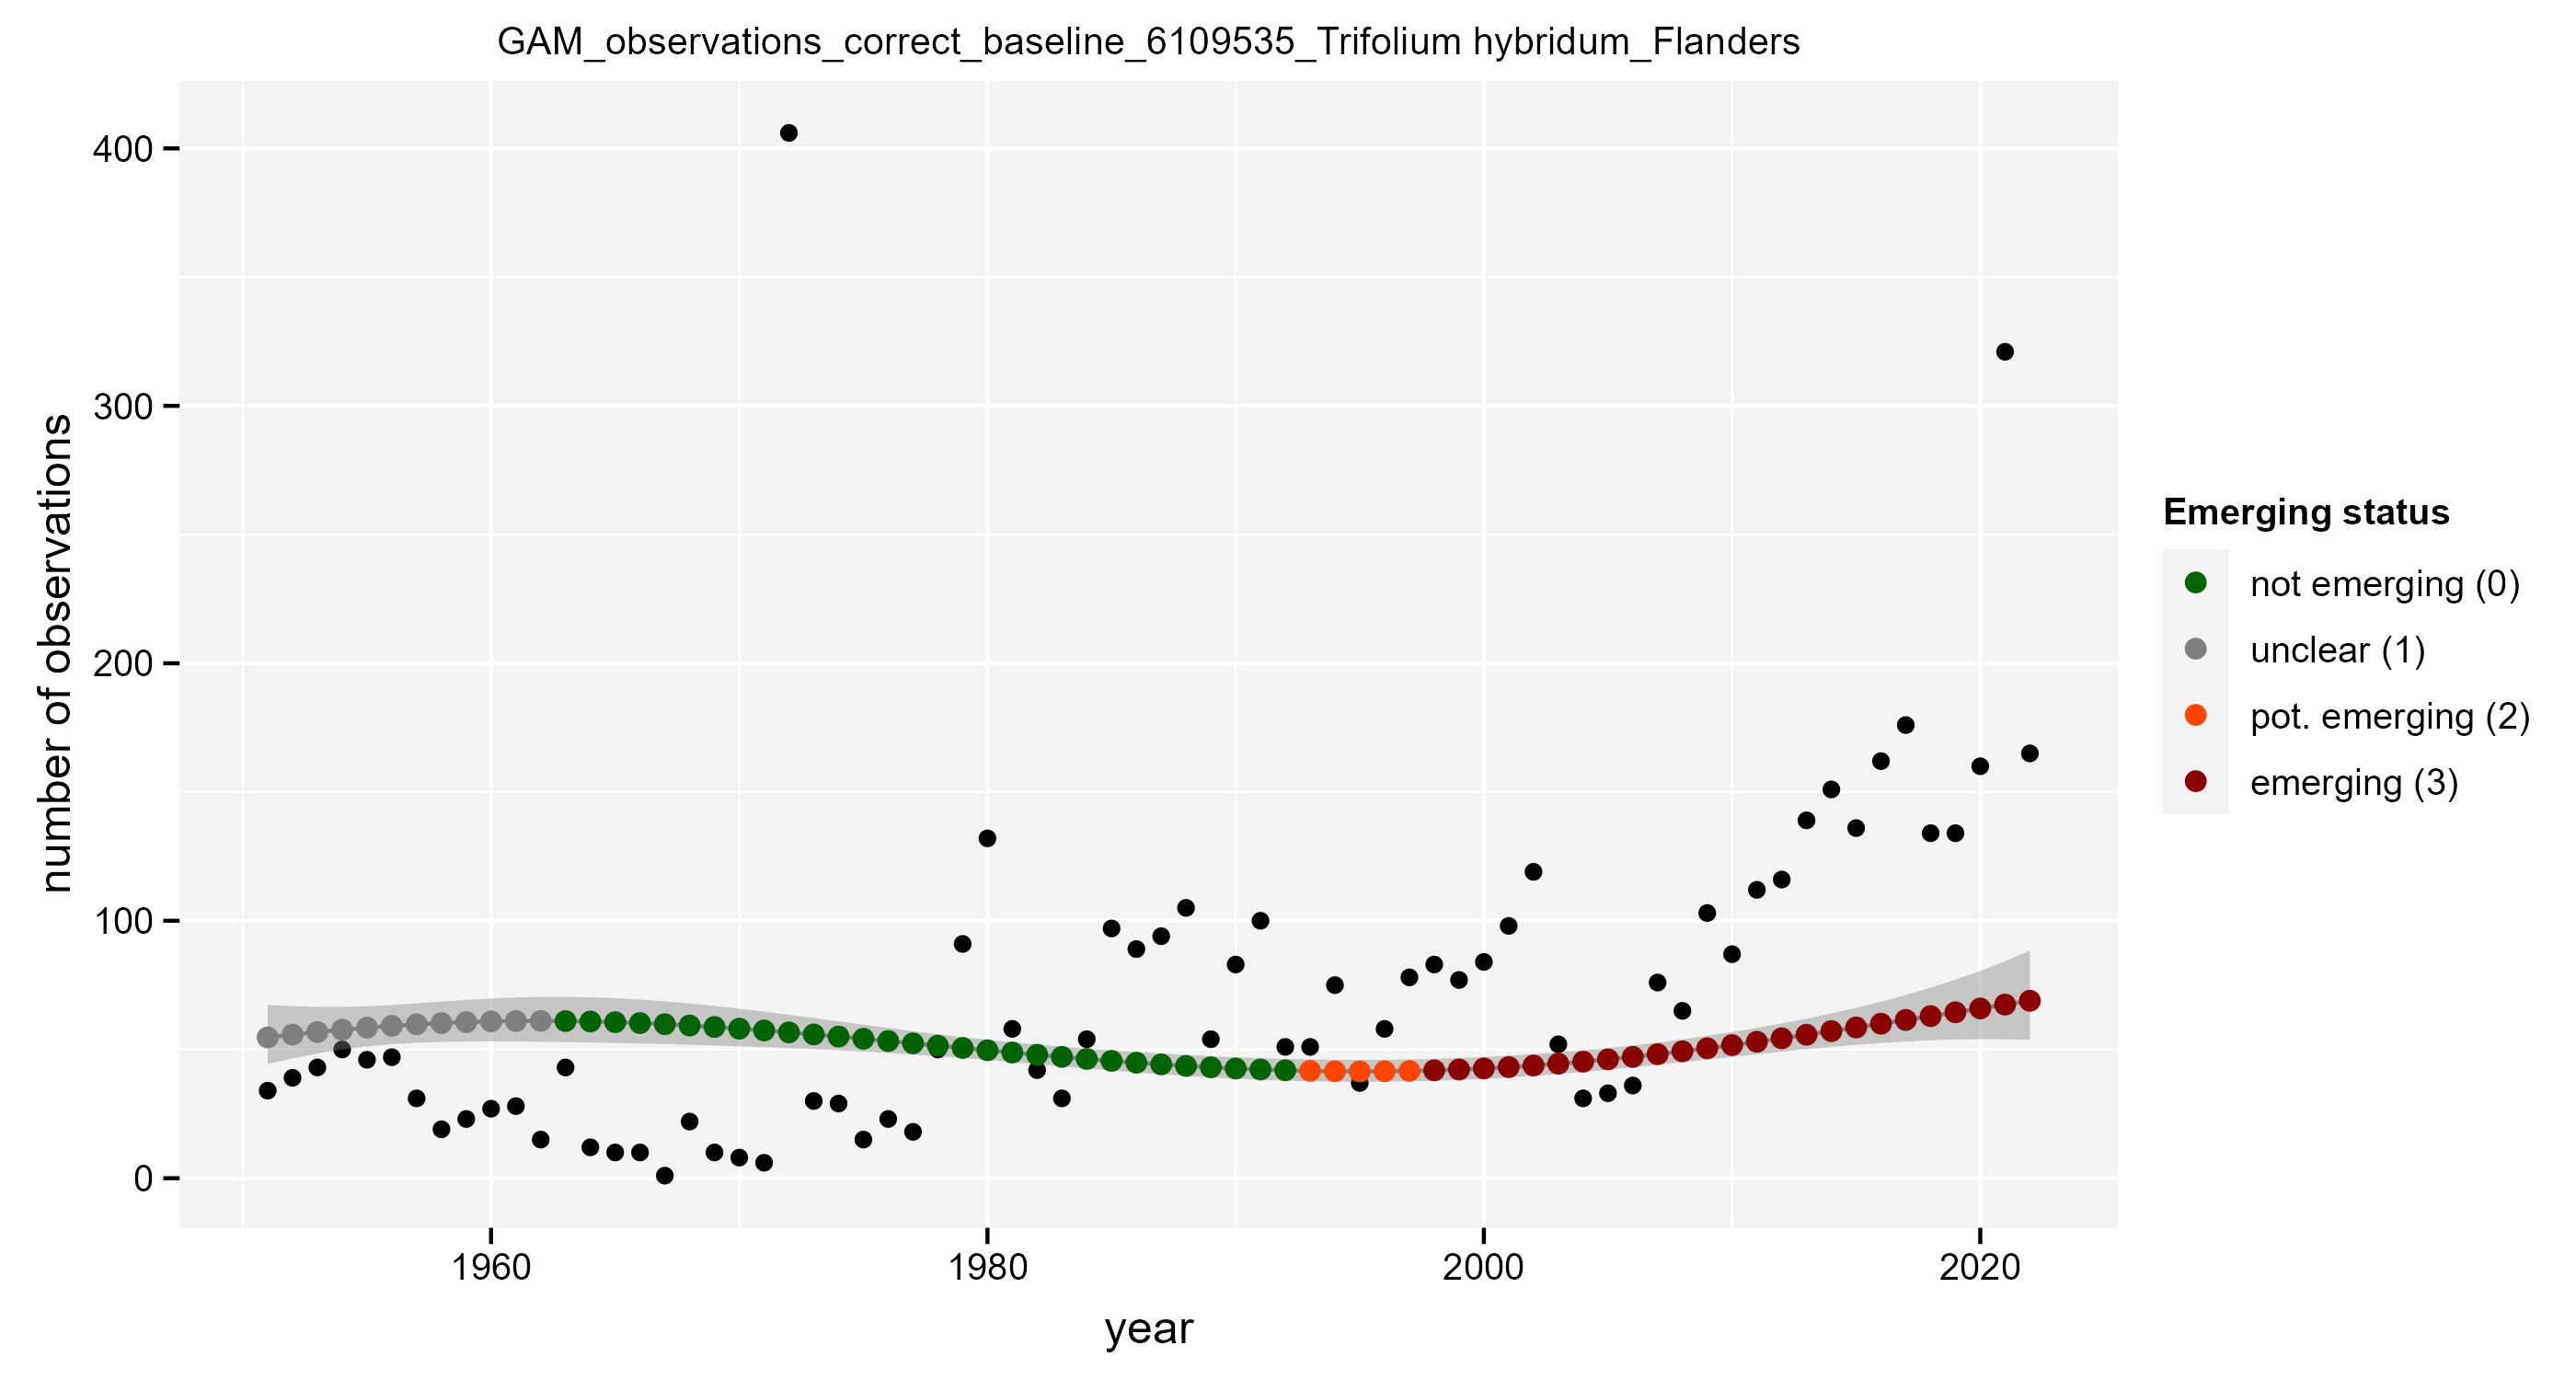 GAM_observations_correct_baseline_6109535_Trifolium hybridum_Flanders
number of observations
400
300
200
100
0
1960 1980 2000 2020
year
Emerging status
not emerging (0)
unclear (1)
pot. emerging (2)
emerging (3)